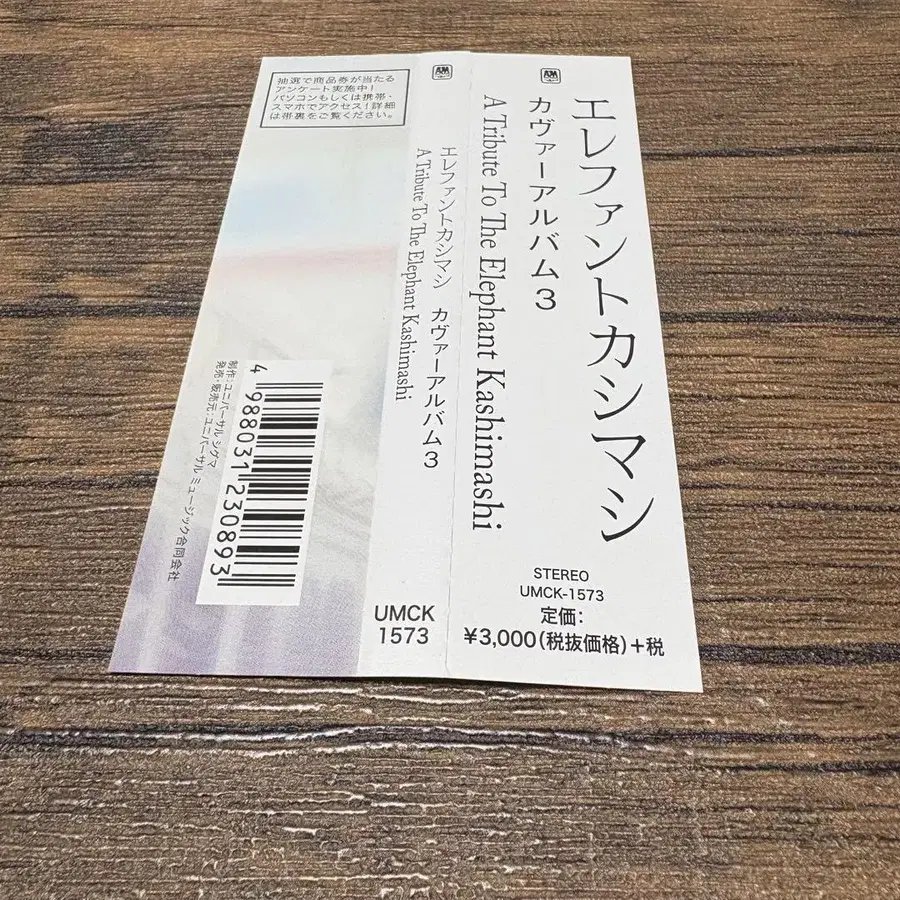 抽選で商品券が当たる
アンケート実施中!
パソコンもしくは携帯・
スマホでアクセス!詳細
は帯裏をご覧ください。
制作:ユニバーサル シグマ
発売・販売元:ユニバーサル ミュージック合同会社
4 988031 230893
A&M
エレファントカシマシ カヴァーアルバム3
A Tribute To The Elephant Kashimashi
UMCK
1573
A&M
エレファントカシマシ
カヴァーアルバム3
A Tribute To The Elephant Kashimashi
STEREO
UMCK-1573
定価:
¥3,000(税抜価格)+税